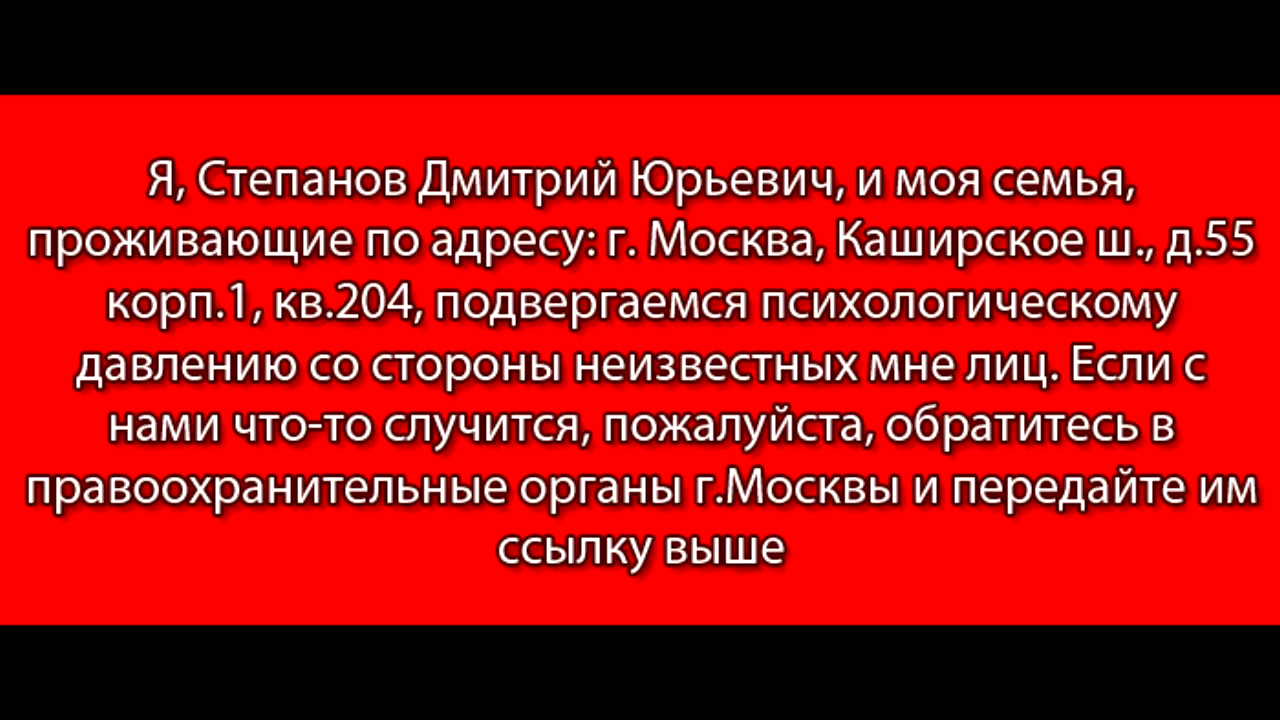 Я, Степанов Дмитрий Юрьевич, и моя семья,
проживающие по адресу: г. Москва, Каширское ш., д.55
корп.1, кв.204, подвергаемся психологическому
давлению со стороны неизвестных мне лиц. Если с
нами что-то случится, пожалуйста, обратитесь в
правоохранительные органы г.Москвы и передайте им
ссылку выше